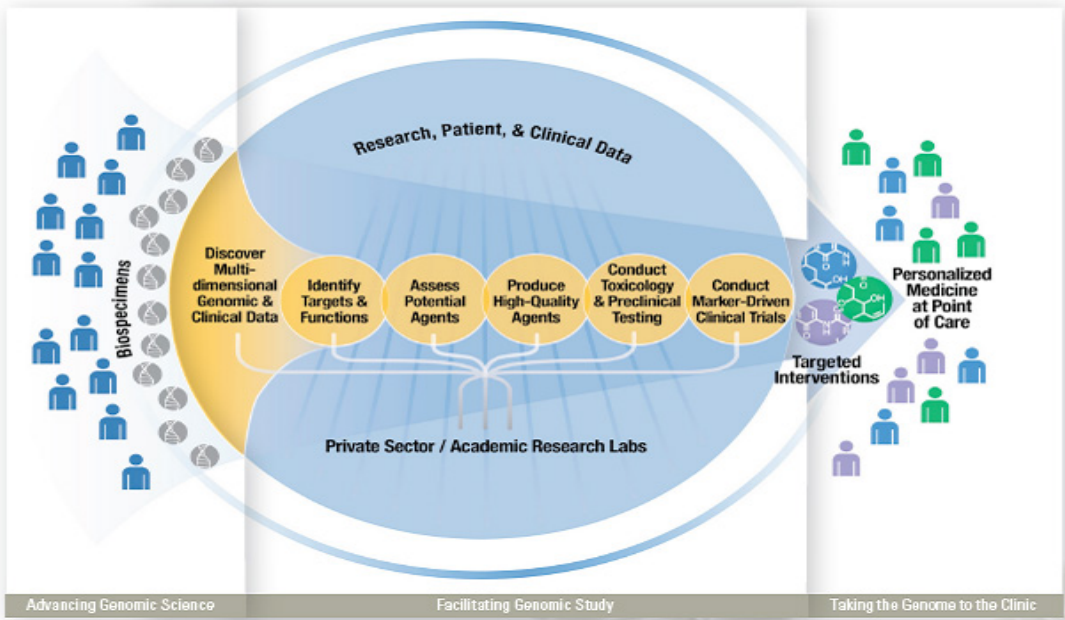 Research, Patient, & Clinical Data
Biospecimens
Discover
Multi-
dimensional
Genomic &
Clinical Data
Identify
Targets &
Functions
Assess
Potential
Agents
Produce
High-Quality
Agents
Conduct
Toxicology
& Preclinical
Testing
Conduct
Marker-Driven
Clinical Trials
Personalized
Medicine
at Point
of Care
Targeted
Interventions
Private Sector / Academic Research Labs
Advancing Genomic Science
Facilitating Genomic Study
Taking the Genome to the Clinic